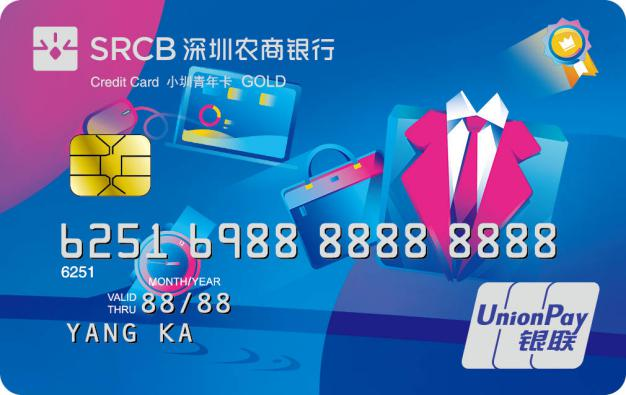 SRCB 深圳农商银行
Credit Card 小圳青年卡 GOLD
6251 6988 8888 8888
6251
MONTH/YEAR
VALID THRU 88/88
YANG KA
UnionPay
银联